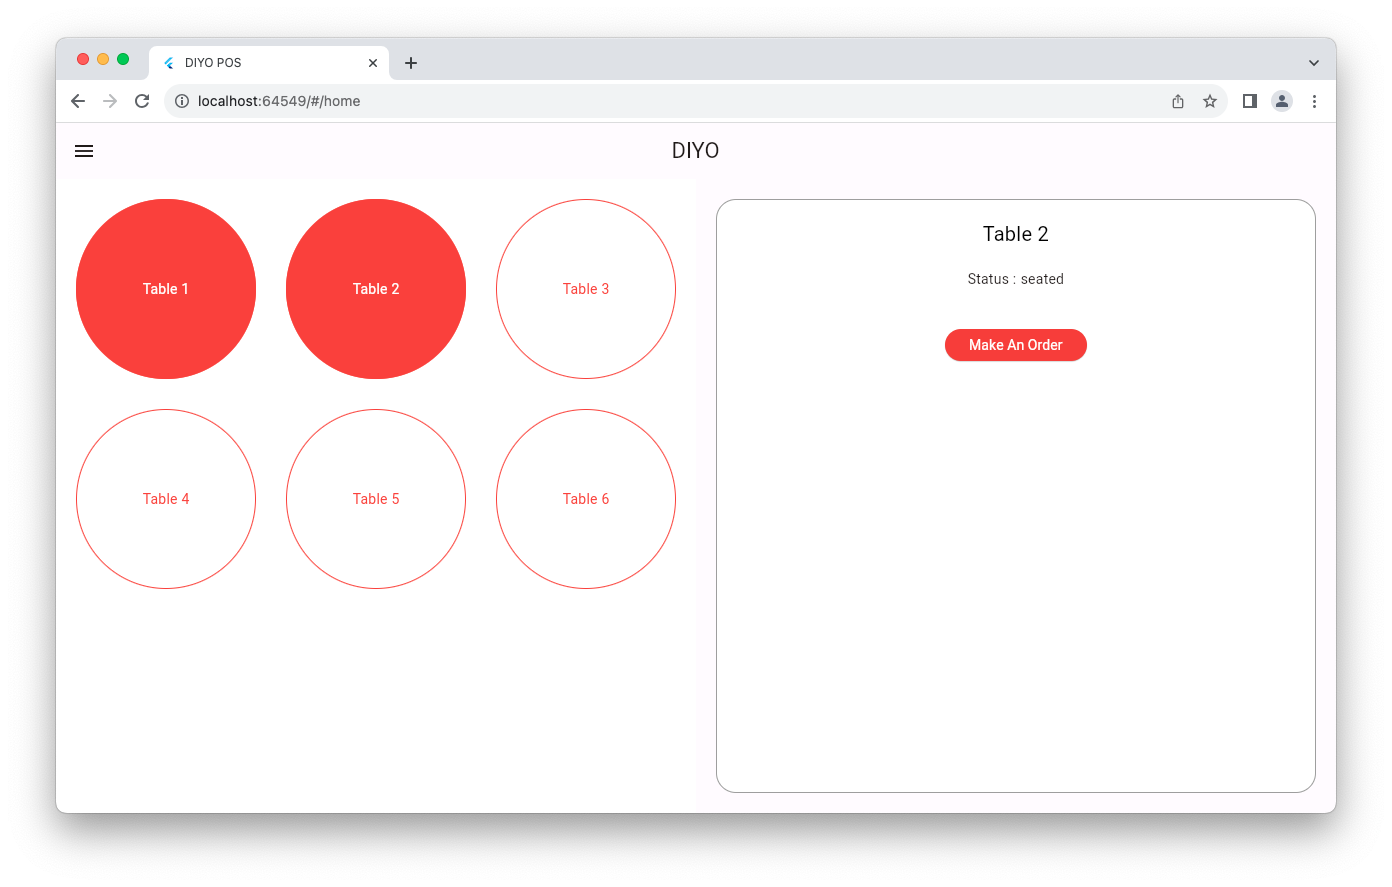 DIYO POS
localhost:64549/#/home
DIYO
Table 1
Table 2
Table 3
Table 4
Table 5
Table 6
Table 2
Status : seated
Make An Order